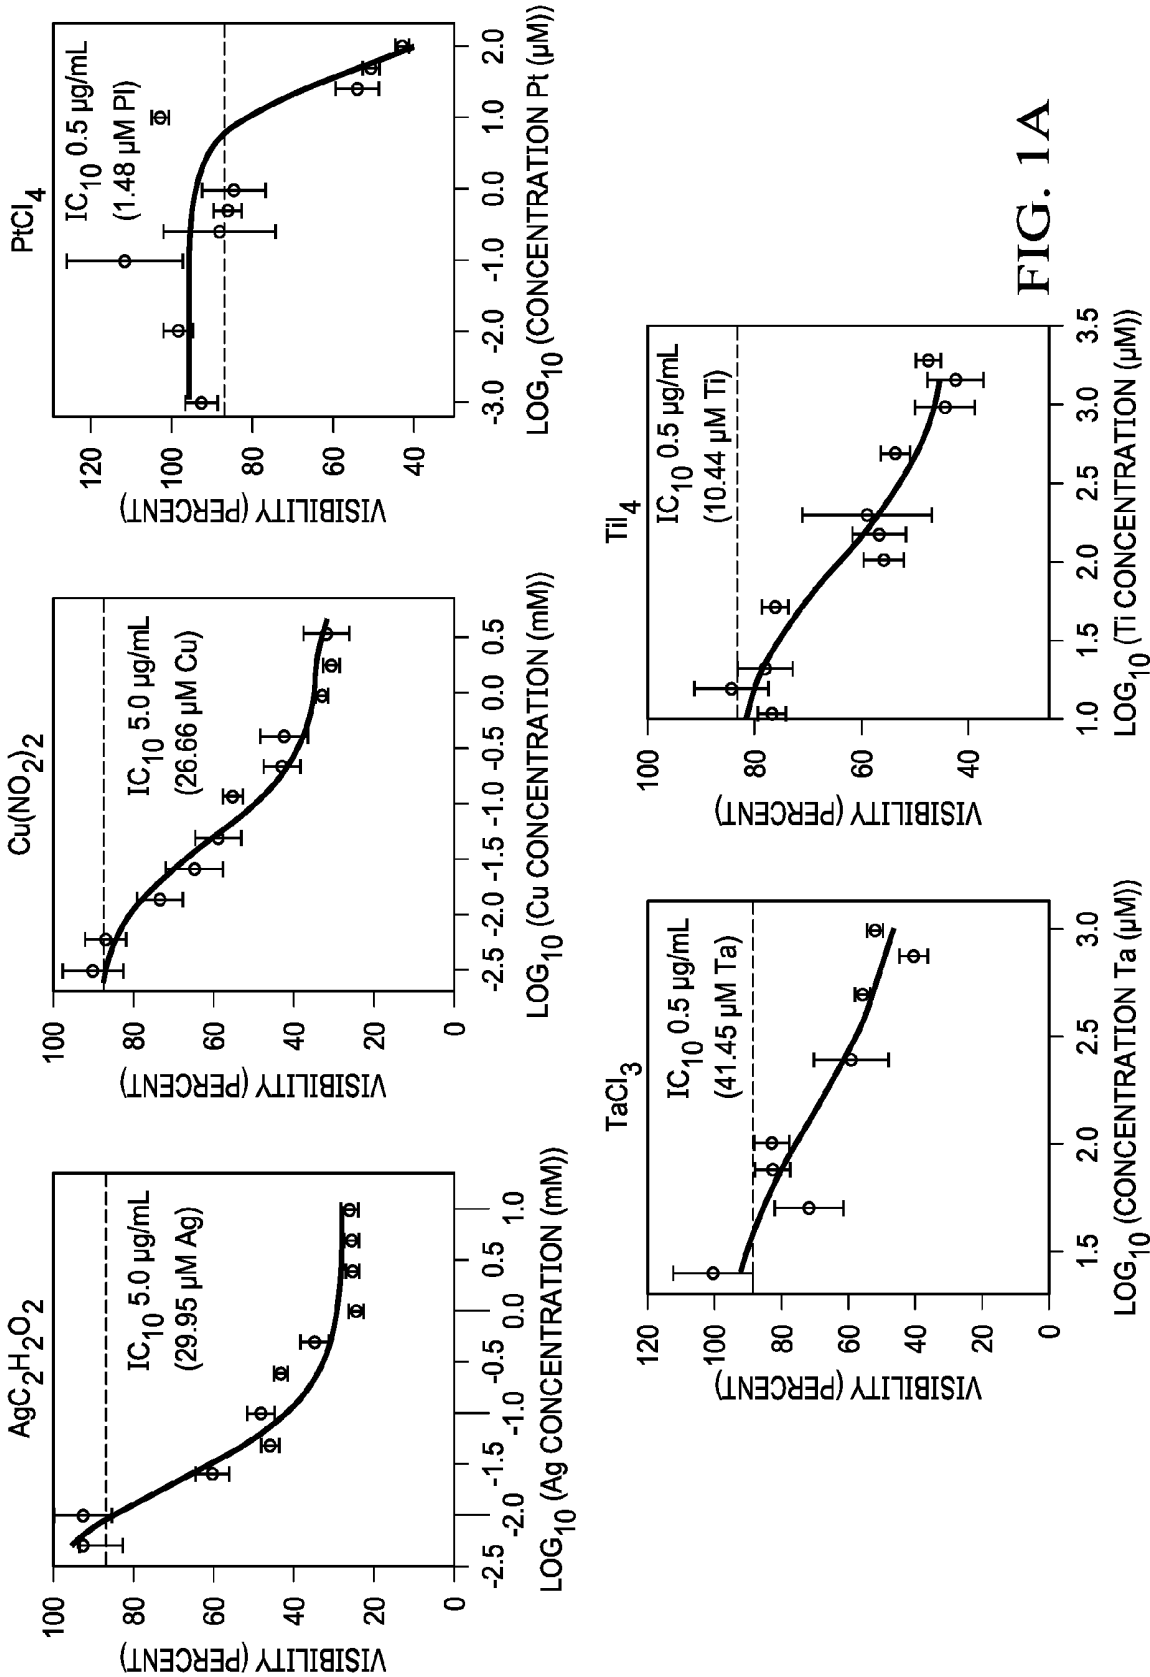 AgC2H2O2
IC10 5.0 µg/mL
(29.95 µM Ag)
VISIBILITY (PERCENT)
100
80
60
40
20
0
-2.5 -2.0 -1.5 -1.0 -0.5 0.0 0.5 1.0
LOG10 (Ag CONCENTRATION (mM))
Cu(NO2)2
IC10 5.0 µg/mL
(26.66 µM Cu)
VISIBILITY (PERCENT)
100
80
60
40
20
0
-2.5 -2.0 -1.5 -1.0 -0.5 0.0 0.5
LOG10 (Cu CONCENTRATION (mM))
PtCl4
IC10 0.5 µg/mL
(1.48 µM Pl)
VISIBILITY (PERCENT)
120
100
80
60
40
-3.0 -2.0 -1.0 0.0 1.0 2.0
LOG10 (CONCENTRATION Pt (µM))
TaCl3
IC10 0.5 µg/mL
(41.45 µM Ta)
VISIBILITY (PERCENT)
120
100
80
60
40
20
0
1.5 2.0 2.5 3.0
LOG10 (CONCENTRATION Ta (µM))
TiI4
IC10 0.5 µg/mL
(10.44 µM Ti)
VISIBILITY (PERCENT)
100
80
60
40
1.0 1.5 2.0 2.5 3.0 3.5
LOG10 (Ti CONCENTRATION (µM))
FIG. 1A